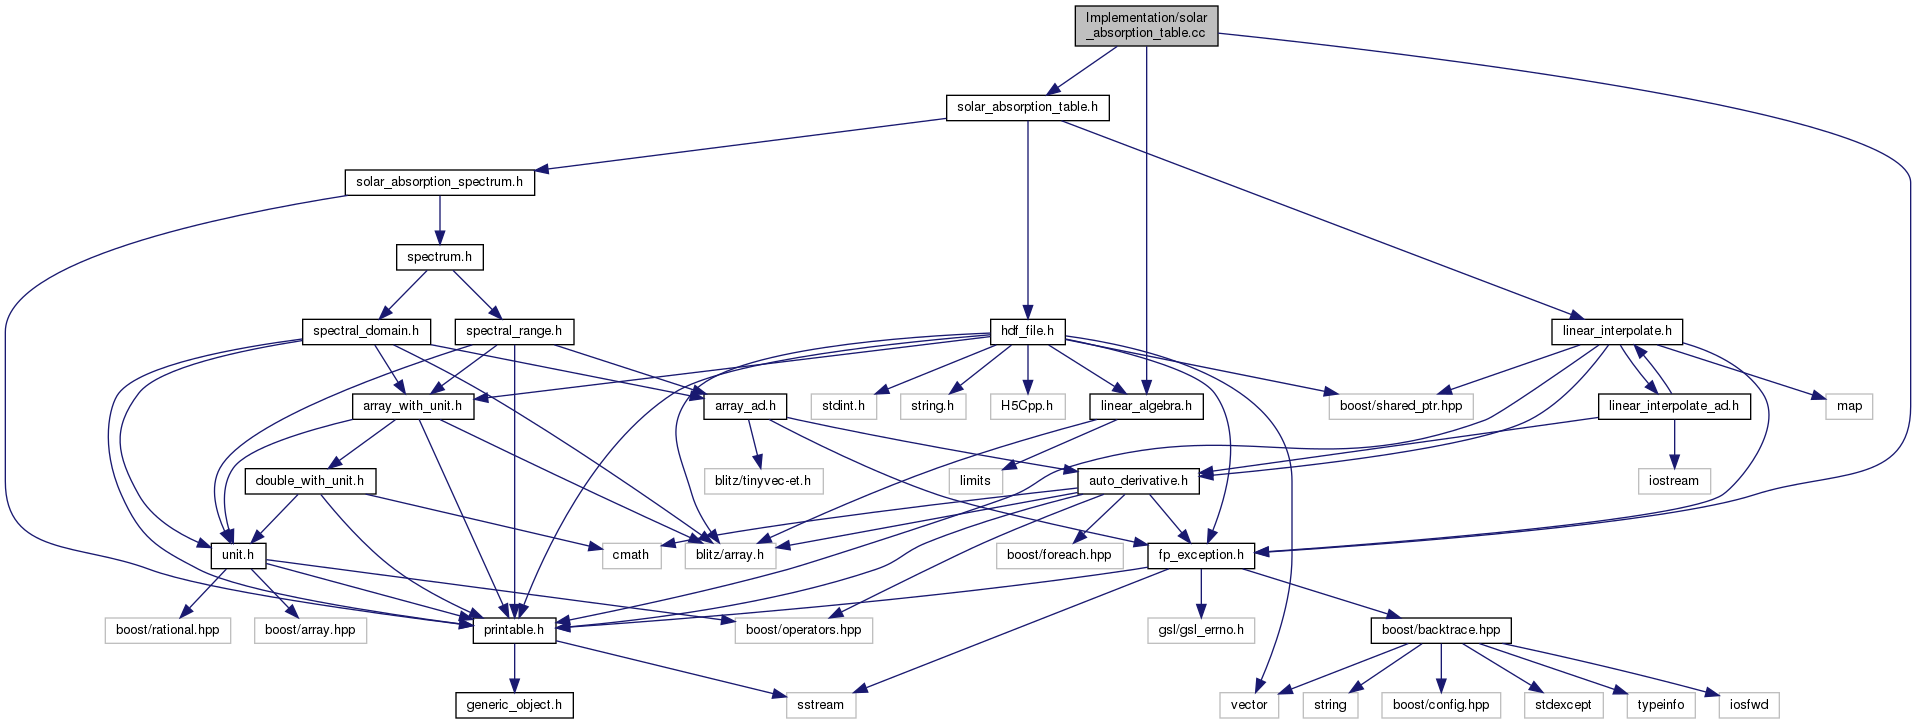 Implementation/solar
_absorption_table.cc
solar_absorption_table.h
solar_absorption_spectrum.h
spectrum.h
spectral_domain.h
spectral_range.h
hdf_file.h
linear_interpolate.h
array_with_unit.h
array_ad.h
stdint.h
string.h
H5Cpp.h
linear_algebra.h
boost/shared_ptr.hpp
linear_interpolate_ad.h
map
double_with_unit.h
blitz/tinyvec-et.h
limits
auto_derivative.h
iostream
unit.h
cmath
blitz/array.h
boost/foreach.hpp
fp_exception.h
boost/rational.hpp
boost/array.hpp
printable.h
boost/operators.hpp
gsl/gsl_errno.h
boost/backtrace.hpp
generic_object.h
sstream
vector
string
boost/config.hpp
stdexcept
typeinfo
iosfwd